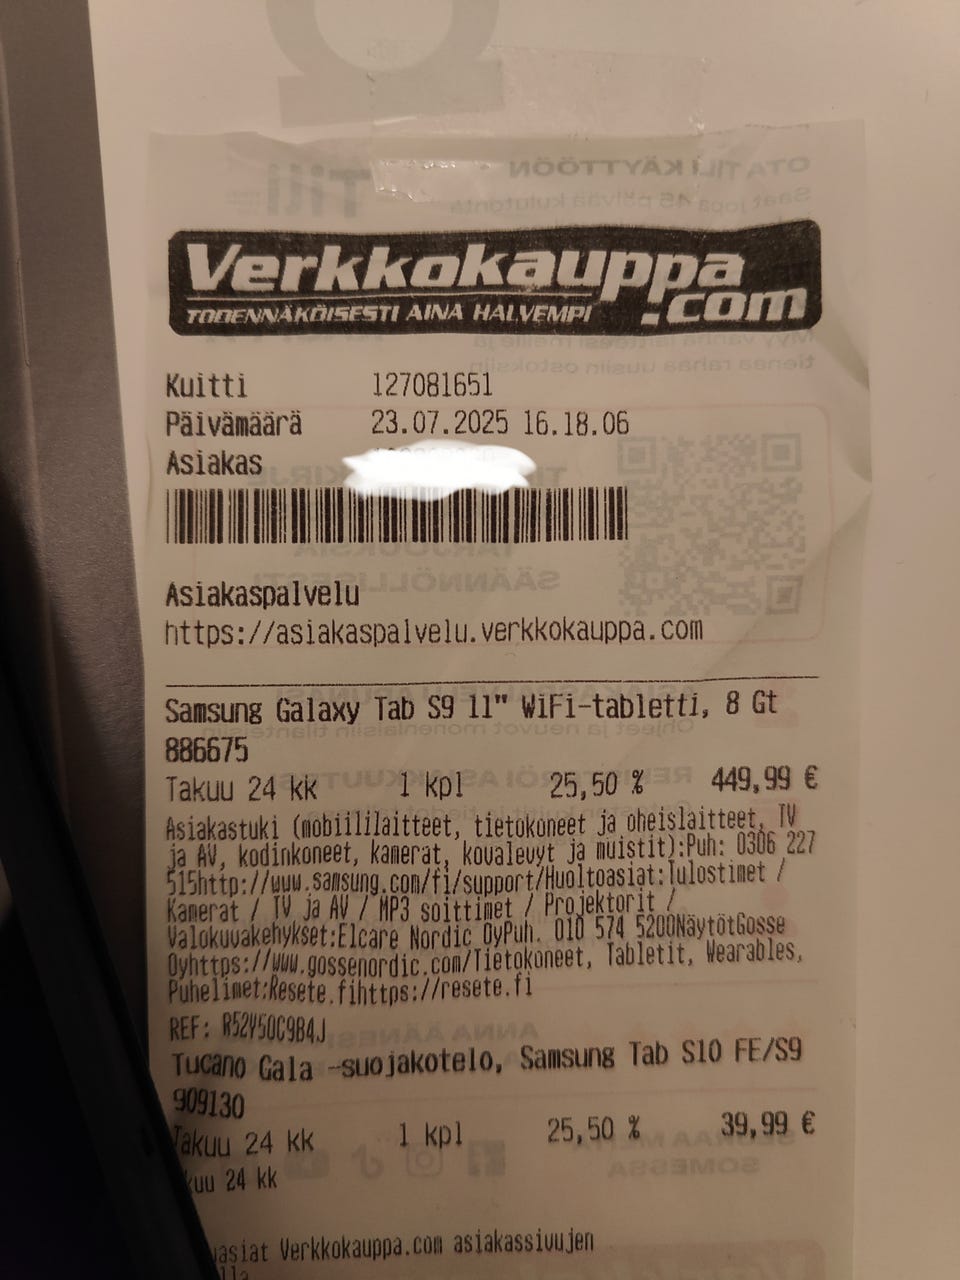 Verkkokauppa
.com
TODENNÄKÖISESTI AINA HALVEMPI
Kuitti 127081651
Päivämäärä 23.07.2025 16.18.06
Asiakas
Asiakaspalvelu
https://asiakaspalvelu.verkkokauppa.com
Samsung Galaxy Tab S9 11" WiFi-tabletti, 8 Gt
886675
Takuu 24 kk 1 kpl 25,50 % 449,99 €
Asiakastuki (mobiililaitteet, tietokoneet ja oheislaitteet, TV
ja AV, kodinkoneet, kamerat, kovalevyt ja muistit):Puh: 0306 227
515http://www.samsung.com/fi/support/Huoltoasiat:Tulostimet /
Kamerat / TV ja AV / MP3 soittimet / Projektorit /
Valokuvakehykset:Elcare Nordic OyPuh. 010 574 5200NäytötGosse
Oyhttps://www.gossenordic.com/Tietokoneet, Tabletit, Wearables,
Puhelimet:Resete.fihttps://resete.fi
REF: R52Y50C9B4J
Tucano Gala -suojakotelo, Samsung Tab S10 FE/S9
909130
Takuu 24 kk 1 kpl 25,50 % 39,99 €
kuu 24 kk
asiat Verkkokauppa.com asiakassivujen
lla